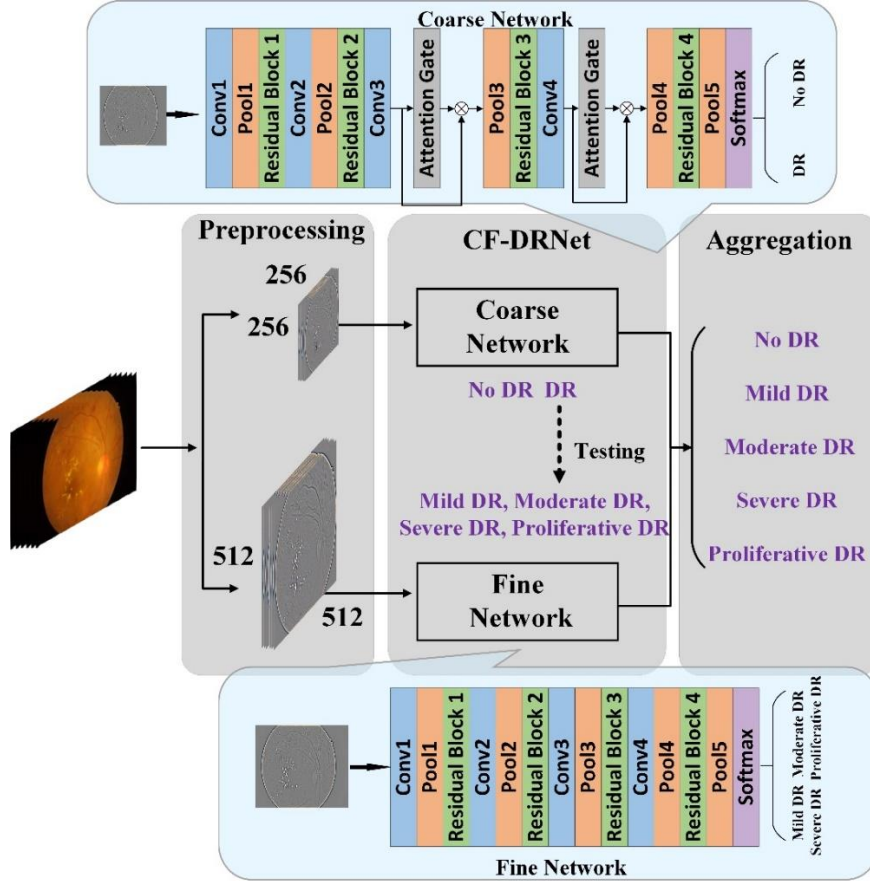 Coarse Network
Conv1
Pool1
Residual Block 1
Conv2
Pool2
Residual Block 2
Conv3
Attention Gate
Pool3
Residual Block 3
Conv4
Attention Gate
Pool4
Residual Block 4
Pool5
Softmax
No DR
DR
Preprocessing
CF-DRNet
Aggregation
256
256
Coarse
Network
No DR DR
Testing
Mild DR, Moderate DR,
Severe DR, Proliferative DR
512
512
Fine
Network
No DR
Mild DR
Moderate DR
Severe DR
Proliferative DR
Conv1
Pool1
Residual Block 1
Conv2
Pool2
Residual Block 2
Conv3
Pool3
Residual Block 3
Conv4
Pool4
Residual Block 4
Pool5
Softmax
Mild DR Moderate DR
Severe DR Proliferative DR
Fine Network